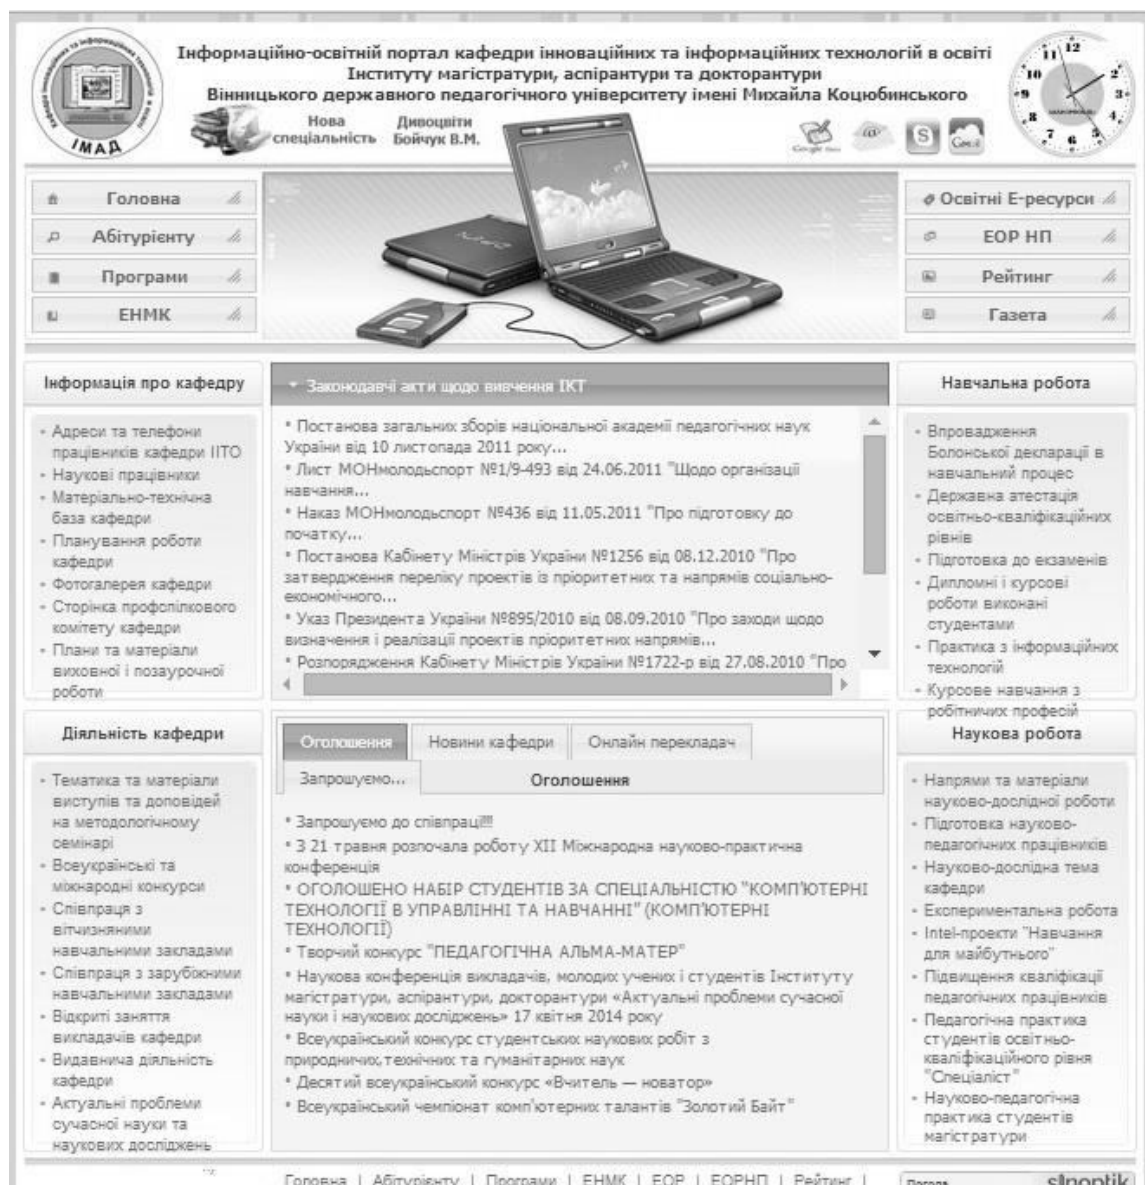 Інформаційно-освітній портал кафедри інноваційних та інформаційних технологій в освіті
Інституту магістратури, аспірантури та докторантури
Вінницького державного педагогічного університету імені Михайла Коцюбинського
ІМАД
Нова
спеціальність
Дивоцвіти
Бойчук В.М.
Головна
Абітурієнту
Програми
ЕНМК
Освітні Е-ресурси
ЕОР НП
Рейтинг
Газета
Інформація про кафедру
Адреси та телефони
працівників кафедри ІІТО
Наукові працівники
Матеріально-технічна
база кафедри
Планування роботи
кафедри
Фотогалерея кафедри
Сторінка профспілкового
комітету кафедри
Плани та матеріали
виховної і позаурочної
роботи
Законодавчі акти щодо вивчення ІКТ
* Постанова загальних зборів національної академії педагогічних наук
України від 10 листопада 2011 року...
* Лист МОНмолодьспорт №1/9-493 від 24.06.2011 "Щодо організації
навчання...
* Наказ МОНмолодьспорт №436 від 11.05.2011 "Про підготовку до
початку...
* Постанова Кабінету Міністрів України №1256 від 08.12.2010 "Про
затвердження переліку проектів із пріоритетних та напрямів соціально-
економічного...
* Указ Президента України №895/2010 від 08.09.2010 "Про заходи щодо
визначення і реалізації проектів пріоритетних напрямів...
* Розпорядження Кабінету Міністрів України №1722-р від 27.08.2010 "Про
Навчальна робота
Впровадження
Болонської декларації в
навчальний процес
Державна атестація
освітньо-кваліфікаційних
рівнів
Підготовка до екзаменів
Дипломні і курсові
роботи виконані
студентами
Практика з інформаційних
технологій
Курсове навчання з
робітничих професій
Діяльність кафедри
Тематика та матеріали
виступів та доповідей
на методологічному
семінарі
Всеукраїнські та
міжнародні конкурси
Співпраця з
вітчизняними
навчальними закладами
Співпраця з зарубіжними
навчальними закладами
Відкриті заняття
викладачів кафедри
Видавнича діяльність
кафедри
Актуальні проблеми
сучасної науки та
наукових досліджень
Оголошення
Новини кафедри
Онлайн перекладач
Запрошуємо...
Оголошення
* Запрошуємо до співпраці!!!
* З 21 травня розпочала роботу XII Міжнародна науково-практична
конференція
* ОГОЛОШЕНО НАБІР СТУДЕНТІВ ЗА СПЕЦІАЛЬНІСТЮ "КОМП'ЮТЕРНІ
ТЕХНОЛОГІЇ В УПРАВЛІННІ ТА НАВЧАННІ" (КОМП'ЮТЕРНІ
ТЕХНОЛОГІЇ)
* Творчий конкурс "ПЕДАГОГІЧНА АЛЬМА-МАТЕР"
* Наукова конференція викладачів, молодих учених і студентів Інституту
магістратури, аспірантури, докторантури «Актуальні проблеми сучасної
науки і наукових досліджень» 17 квітня 2014 року
* Всеукраїнський конкурс студентських наукових робіт з
природничих,технічних та гуманітарних наук
* Десятий всеукраїнський конкурс «Вчитель — новатор»
* Всеукраїнський чемпіонат комп'ютерних талантів "Золотий Байт"
Наукова робота
Напрями та матеріали
науково-дослідної роботи
Підготовка науково-
педагогічних працівників
Науково-дослідна тема
кафедри
Експериментальна робота
Intel-проекти "Навчання
для майбутнього"
Підвищення кваліфікації
педагогічних працівників
Педагогічна практика
студентів освітньо-
кваліфікаційного рівня
"Спеціаліст"
Науково-педагогічна
практика студентів
магістратури
Головна | Абітурієнту | Програми | ЕНМК | ЕОР | ЕОРНП | Рейтинг |
Погода
sinoptik